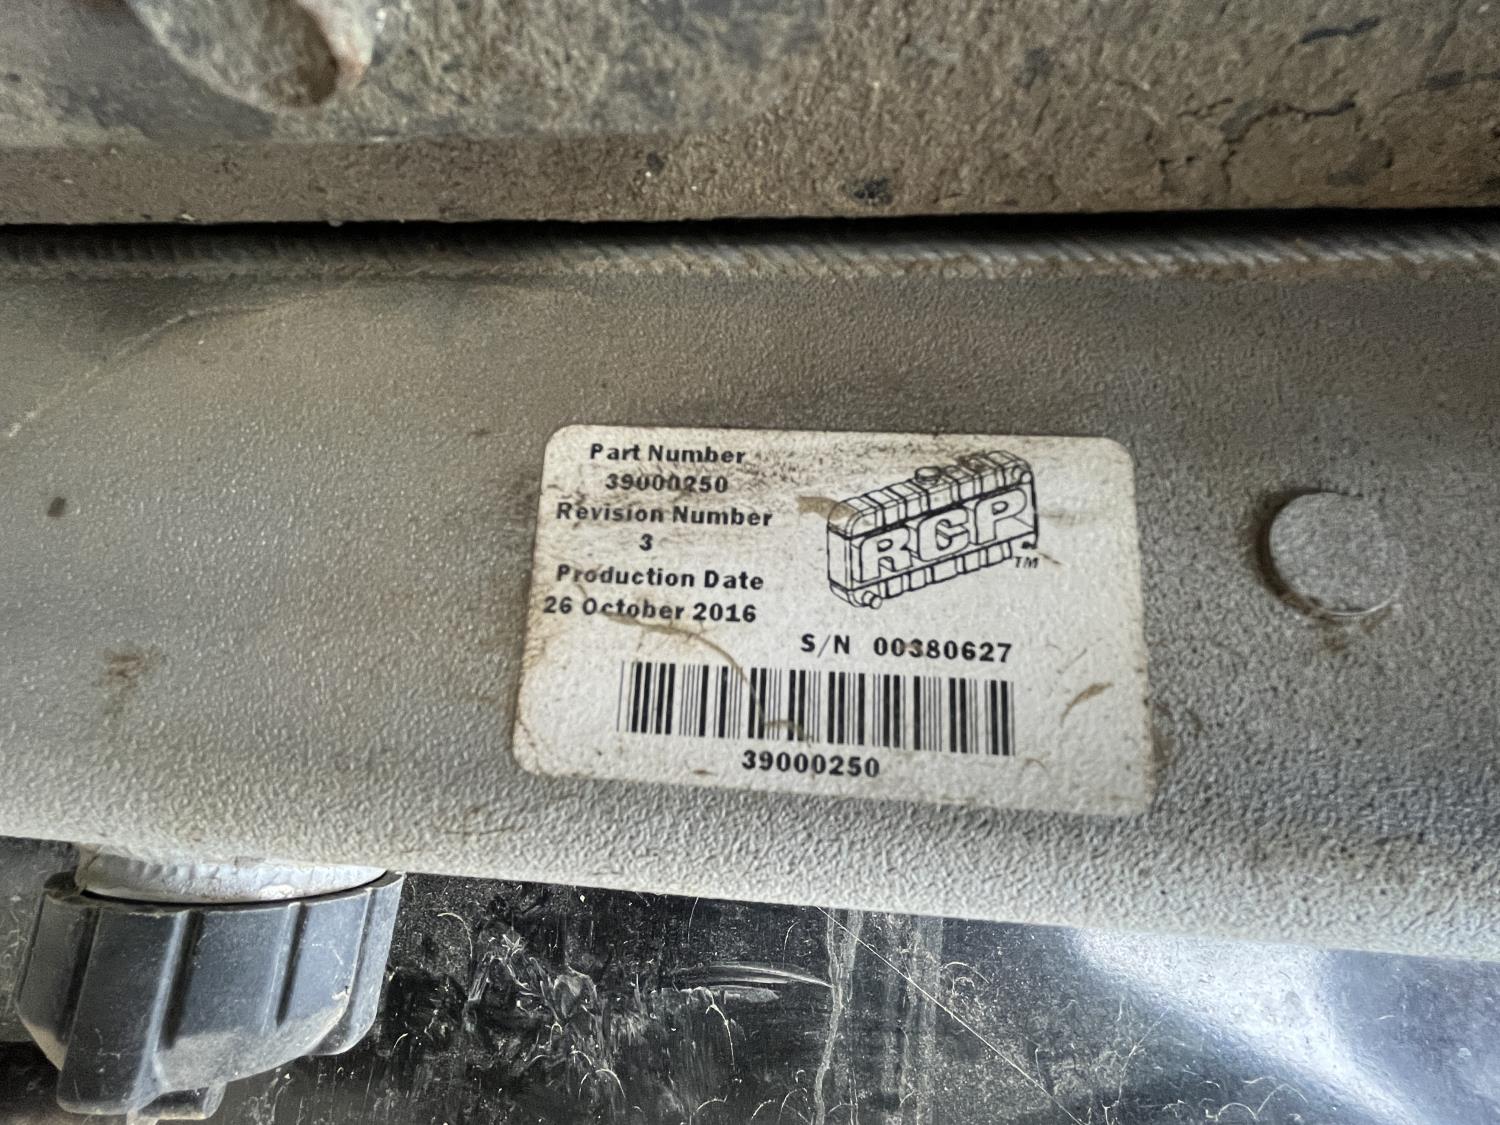 Part Number
39000250
Revision Number
3
Production Date
26 October 2016
RCP
TM
S/N 00380627
39000250